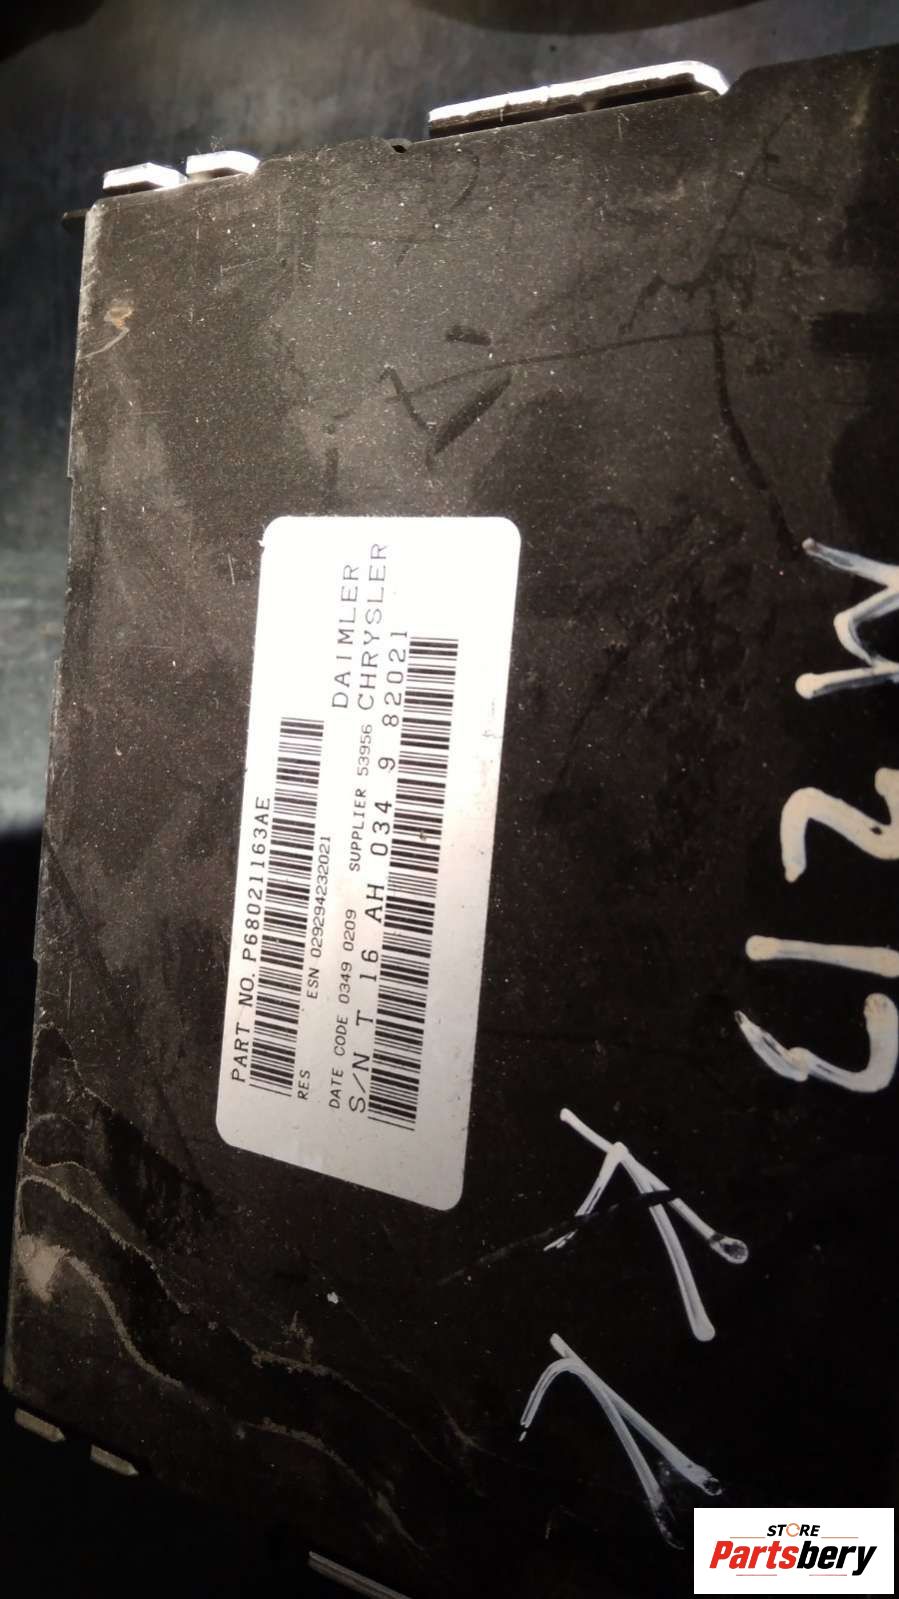 PART NO. P68021163AE
RES ESN 029294232021
DATE CODE 0349 0209 SUPPLIER 53956 DAIMLER CHRYSLER
S/N T 16 AH 034 9 82021
STORE
Partsbery